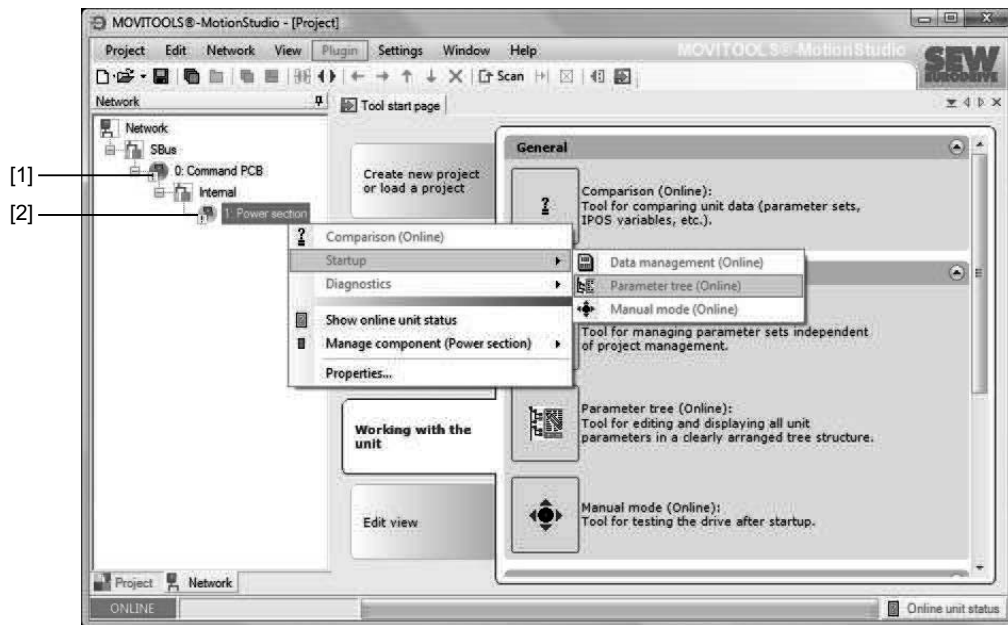 MOVITOOLS®-MotionStudio - [Project]
Project Edit Network View Plugin Settings Window Help
MOVITOOLS®-MotionStudio
SEW
EURODRIVE
Scan
Network
Tool start page
Network
SBus
[1]
0: Command PCB
Internal
[2]
1: Power section
Create new project
or load a project
General
Comparison (Online):
Tool for comparing unit data (parameter sets,
IPOS variables, etc.).
Comparison (Online)
Startup
Diagnostics
Show online unit status
Manage component (Power section)
Properties...
Data management (Online)
Parameter tree (Online)
Manual mode (Online)
Tool for managing parameter sets independent
of project management.
Working with the
unit
Parameter tree (Online):
Tool for editing and displaying all unit
parameters in a clearly arranged tree structure.
Edit view
Manual mode (Online):
Tool for testing the drive after startup.
Project Network
ONLINE
Online unit status